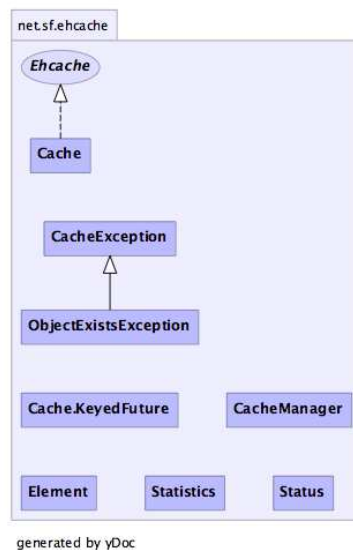 net.sf.ehcache
Ehcache
Cache
CacheException
ObjectExistsException
Cache.KeyedFuture
CacheManager
Element
Statistics
Status
generated by yDoc